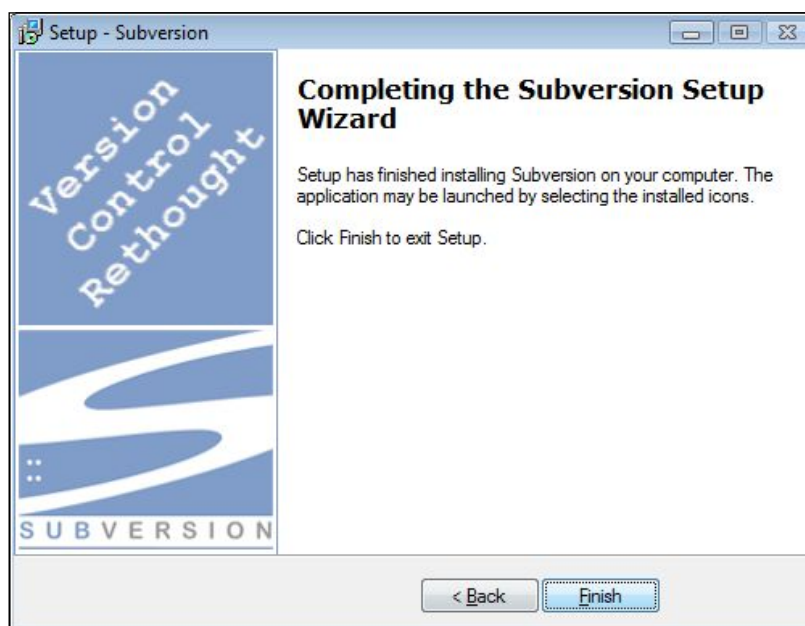 Setup - Subversion
Version
Control
Rethought
SUBVERSION
Completing the Subversion Setup
Wizard
Setup has finished installing Subversion on your computer. The
application may be launched by selecting the installed icons.
Click Finish to exit Setup.
< Back
Finish